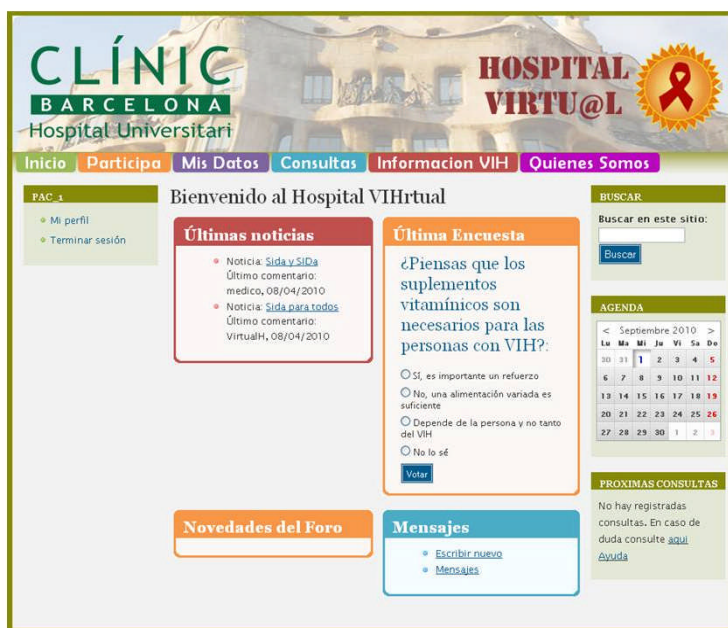 CLÍNIC
BARCELONA
Hospital Universitari
HOSPITAL
VIRTU@L
Inicio Participa Mis Datos Consultas Informacion VIH Quienes Somos
PAC_1
Mi perfil
Terminar sesión
Bienvenido al Hospital VIHrtual
Últimas noticias
Noticia: Sida y SIDa
Último comentario:
medico, 08/04/2010
Noticia: Sida para todos
Último comentario:
VirtualH, 08/04/2010
Última Encuesta
¿Piensas que los
suplementos
vitamínicos son
necesarios para las
personas con VIH?:
Sí, es importante un refuerzo
No, una alimentación variada es
suficiente
Depende de la persona y no tanto
del VIH
No lo sé
Votar
Novedades del Foro
Mensajes
Escribir nuevo
Mensajes
BUSCAR
Buscar en este sitio:
Buscar
AGENDA
< Septiembre 2010 >
Lu Ma Mi Ju Vi Sa Do
30 31 1 2 3 4 5
6 7 8 9 10 11 12
13 14 15 16 17 18 19
20 21 22 23 24 25 26
27 28 29 30 1 2 3
PROXIMAS CONSULTAS
No hay registradas
consultas. En caso de
duda consulte aqui
Ayuda